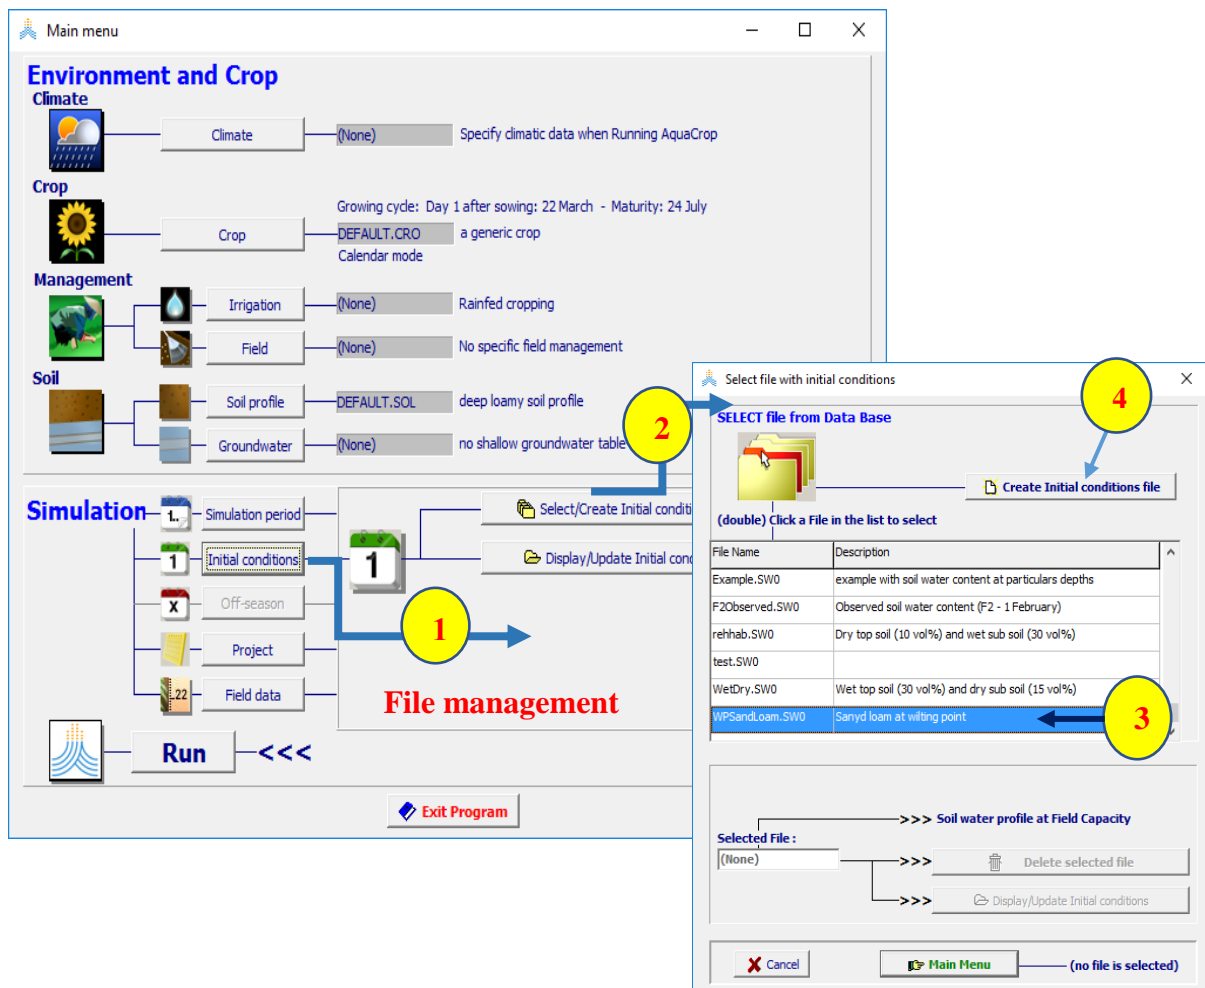 Main menu
Environment and Crop
Climate
Climate
(None)
Specify climatic data when Running AquaCrop
Crop
Growing cycle: Day 1 after sowing: 22 March - Maturity: 24 July
Crop
DEFAULT.CRO
a generic crop
Calendar mode
Management
Irrigation
(None)
Rainfed cropping
Field
(None)
No specific field management
Soil
Soil profile
DEFAULT.SOL
deep loamy soil profile
Groundwater
(None)
no shallow groundwater table
2
Simulation
1..
Simulation period
1
Initial conditions
X
Off-season
Project
..22
Field data
1
Select/Create Initial conditi
Display/Update Initial cond
1
File management
Run
<<<
Exit Program
Select file with initial conditions
4
SELECT file from Data Base
Create Initial conditions file
(double) Click a File in the list to select
File Name Description
Example.SW0 example with soil water content at particulars depths
F2Observed.SW0 Observed soil water content (F2 - 1 February)
rehhab.SW0 Dry top soil (10 vol%) and wet sub soil (30 vol%)
test.SW0
WetDry.SW0 Wet top soil (30 vol%) and dry sub soil (15 vol%)
WPSandLoam.SW0 Sanyd loam at wilting point
3
>>> Soil water profile at Field Capacity
Selected File :
(None)
>>> Delete selected file
>>> Display/Update Initial conditions
Cancel
Main Menu
(no file is selected)